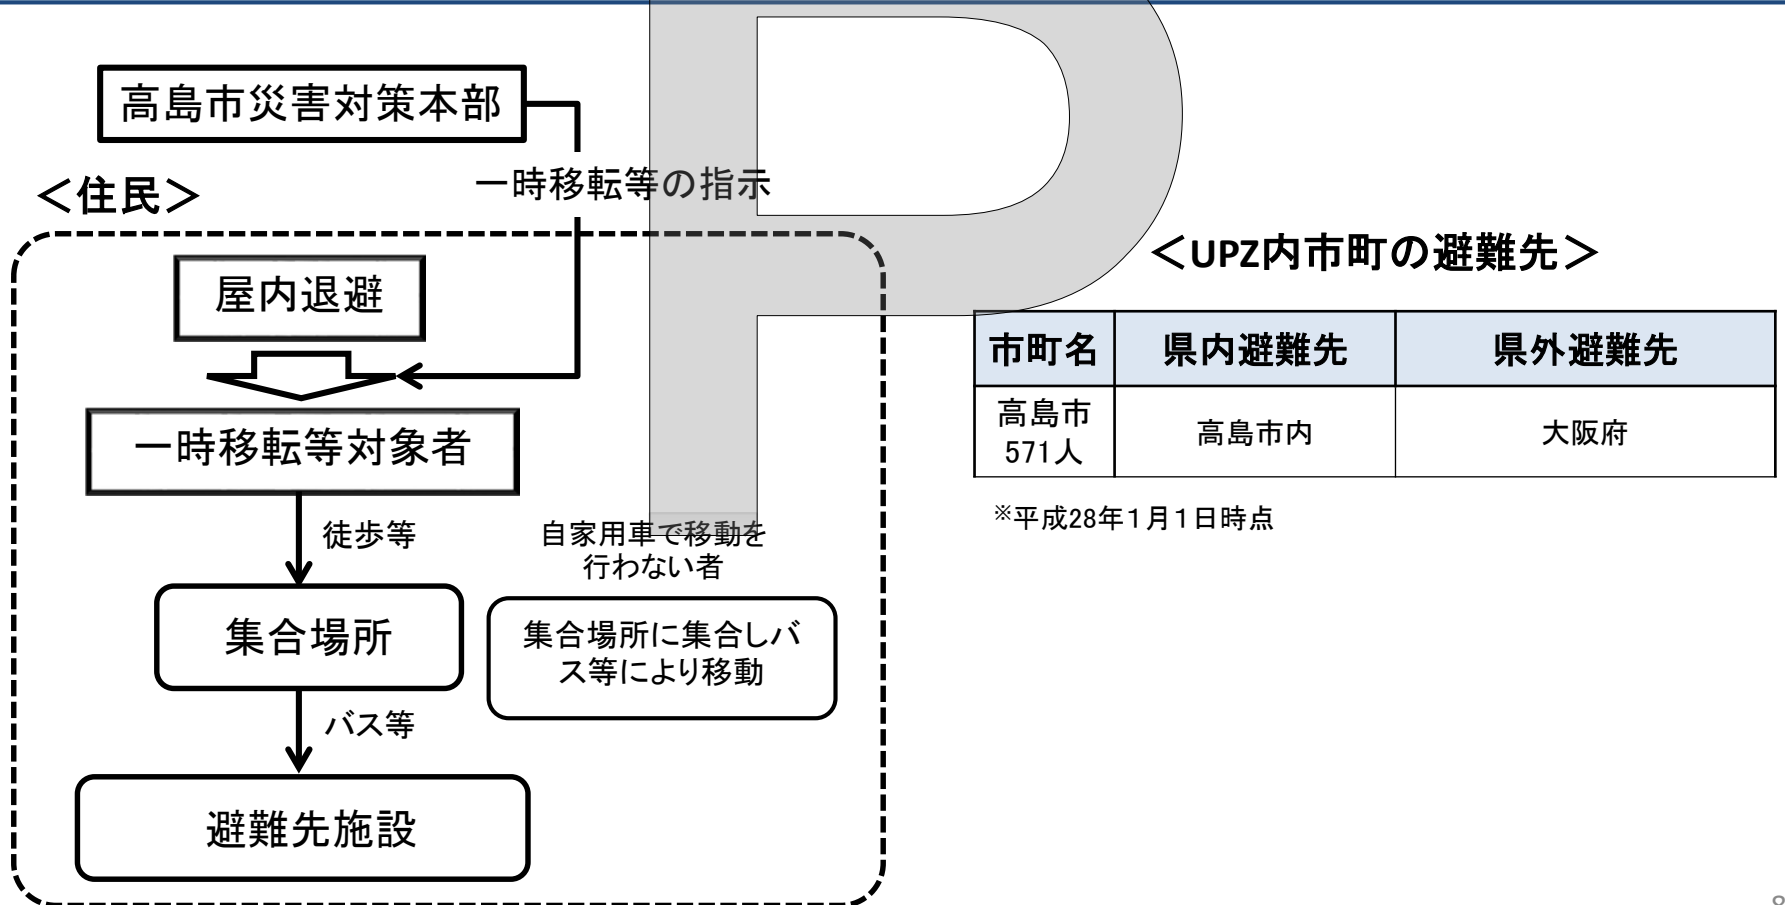 高島市災害対策本部
一時移転等の指示
＜住民＞
屋内退避
一時移転等対象者
徒歩等
自家用車で移動を
行わない者
集合場所
集合場所に集合しバ
ス等により移動
バス等
避難先施設
＜UPZ内市町の避難先＞
市町名 県内避難先 県外避難先
高島市
571人 高島市内 大阪府
※平成28年１月１日時点
P